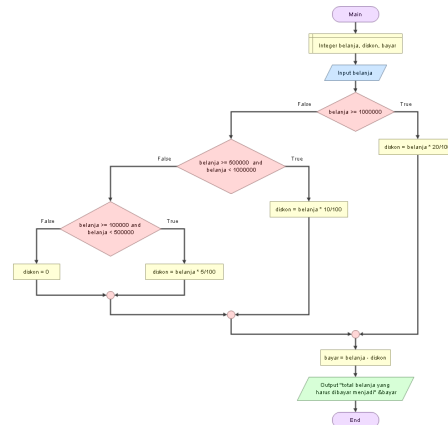 Main
Integer belanja, diskon, bayar
Input belanja
False
belanja >= 1000000
True
diskon = belanja * 20/100
False
belanja >= 500000 and
belanja < 1000000
True
diskon = belanja * 10/100
False
belanja >= 100000 and
belanja < 500000
True
diskon = 0
diskon = belanja * 5/100
bayar = belanja - diskon
Output "total belanja yang
harus dibayar menjadi" &bayar
End